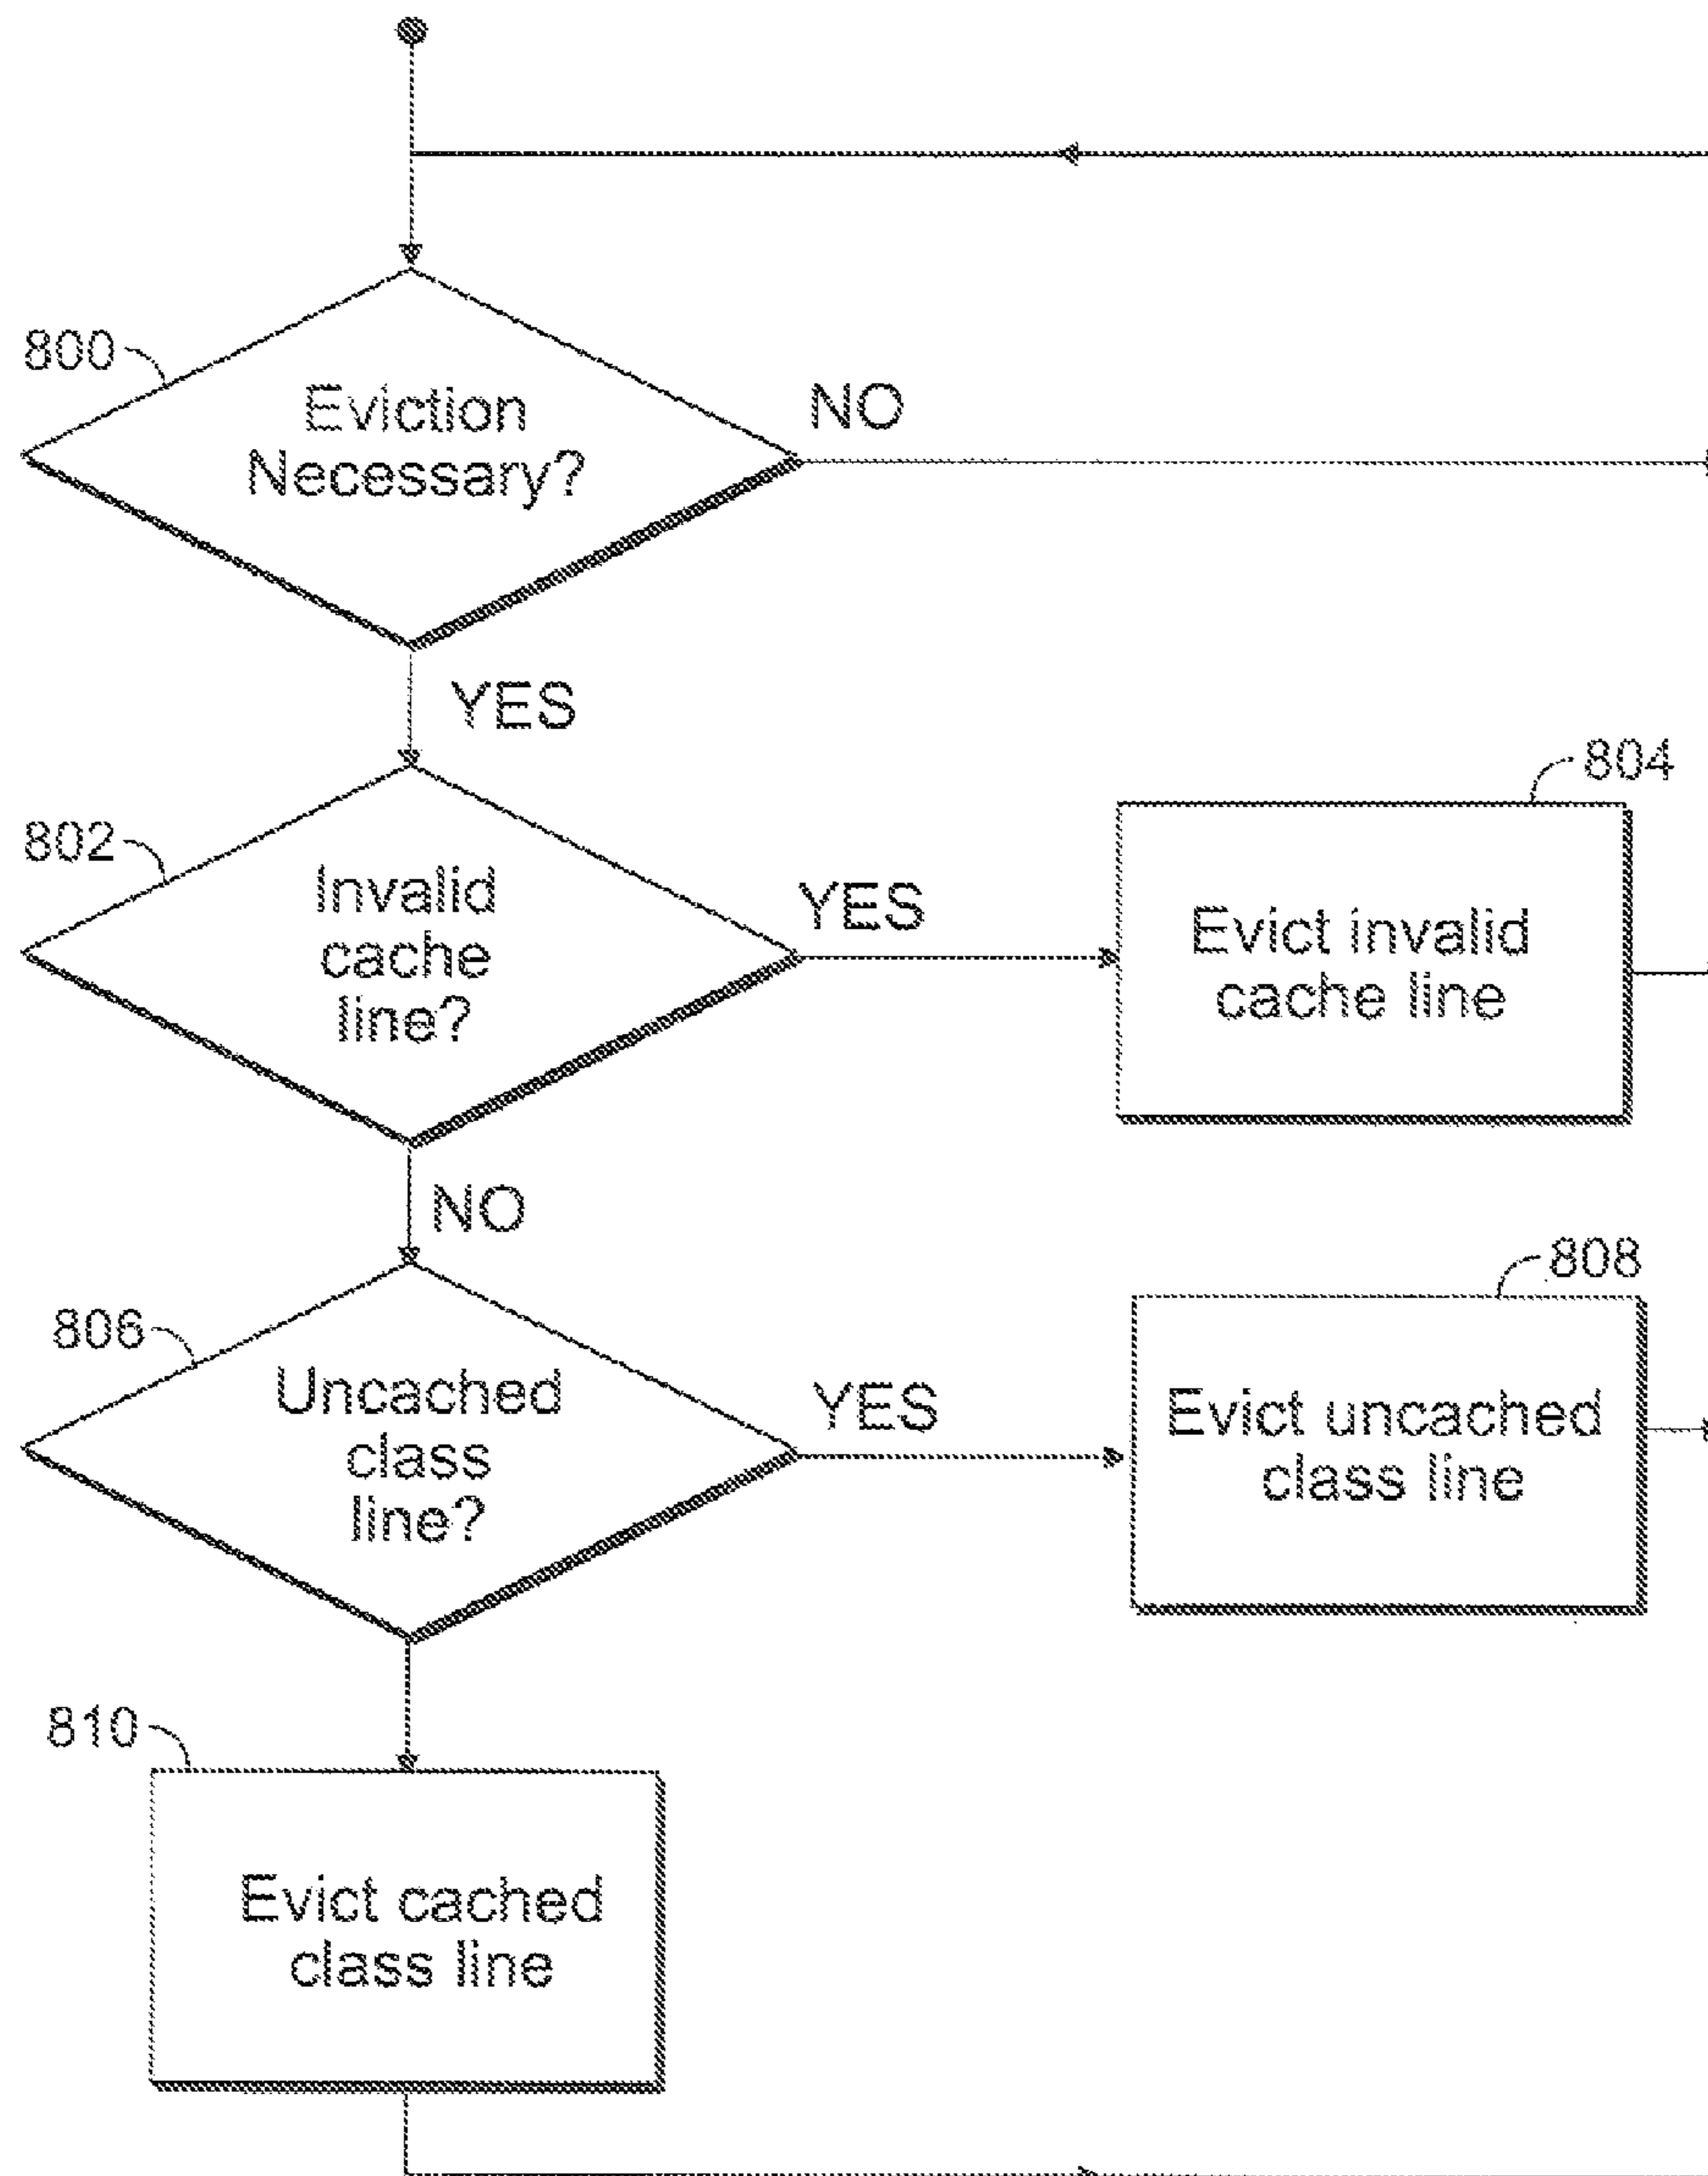 800
Eviction
Necessary?
NO
YES
802
Invalid
cache
line?
YES
804
Evict invalid
cache line
NO
806
Uncached
class
line?
YES
808
Evict uncached
class line
810
Evict cached
class line